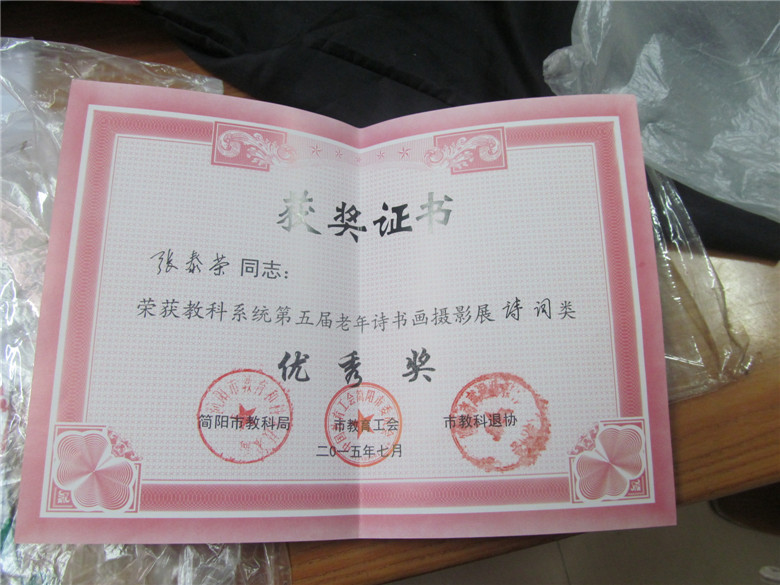 获奖证书
张泰荣 同志：
荣获教科系统第五届老年诗书画摄影展 诗词类
优秀奖
简阳市教科局 市教育工会 市教科退协
二〇一五年七月